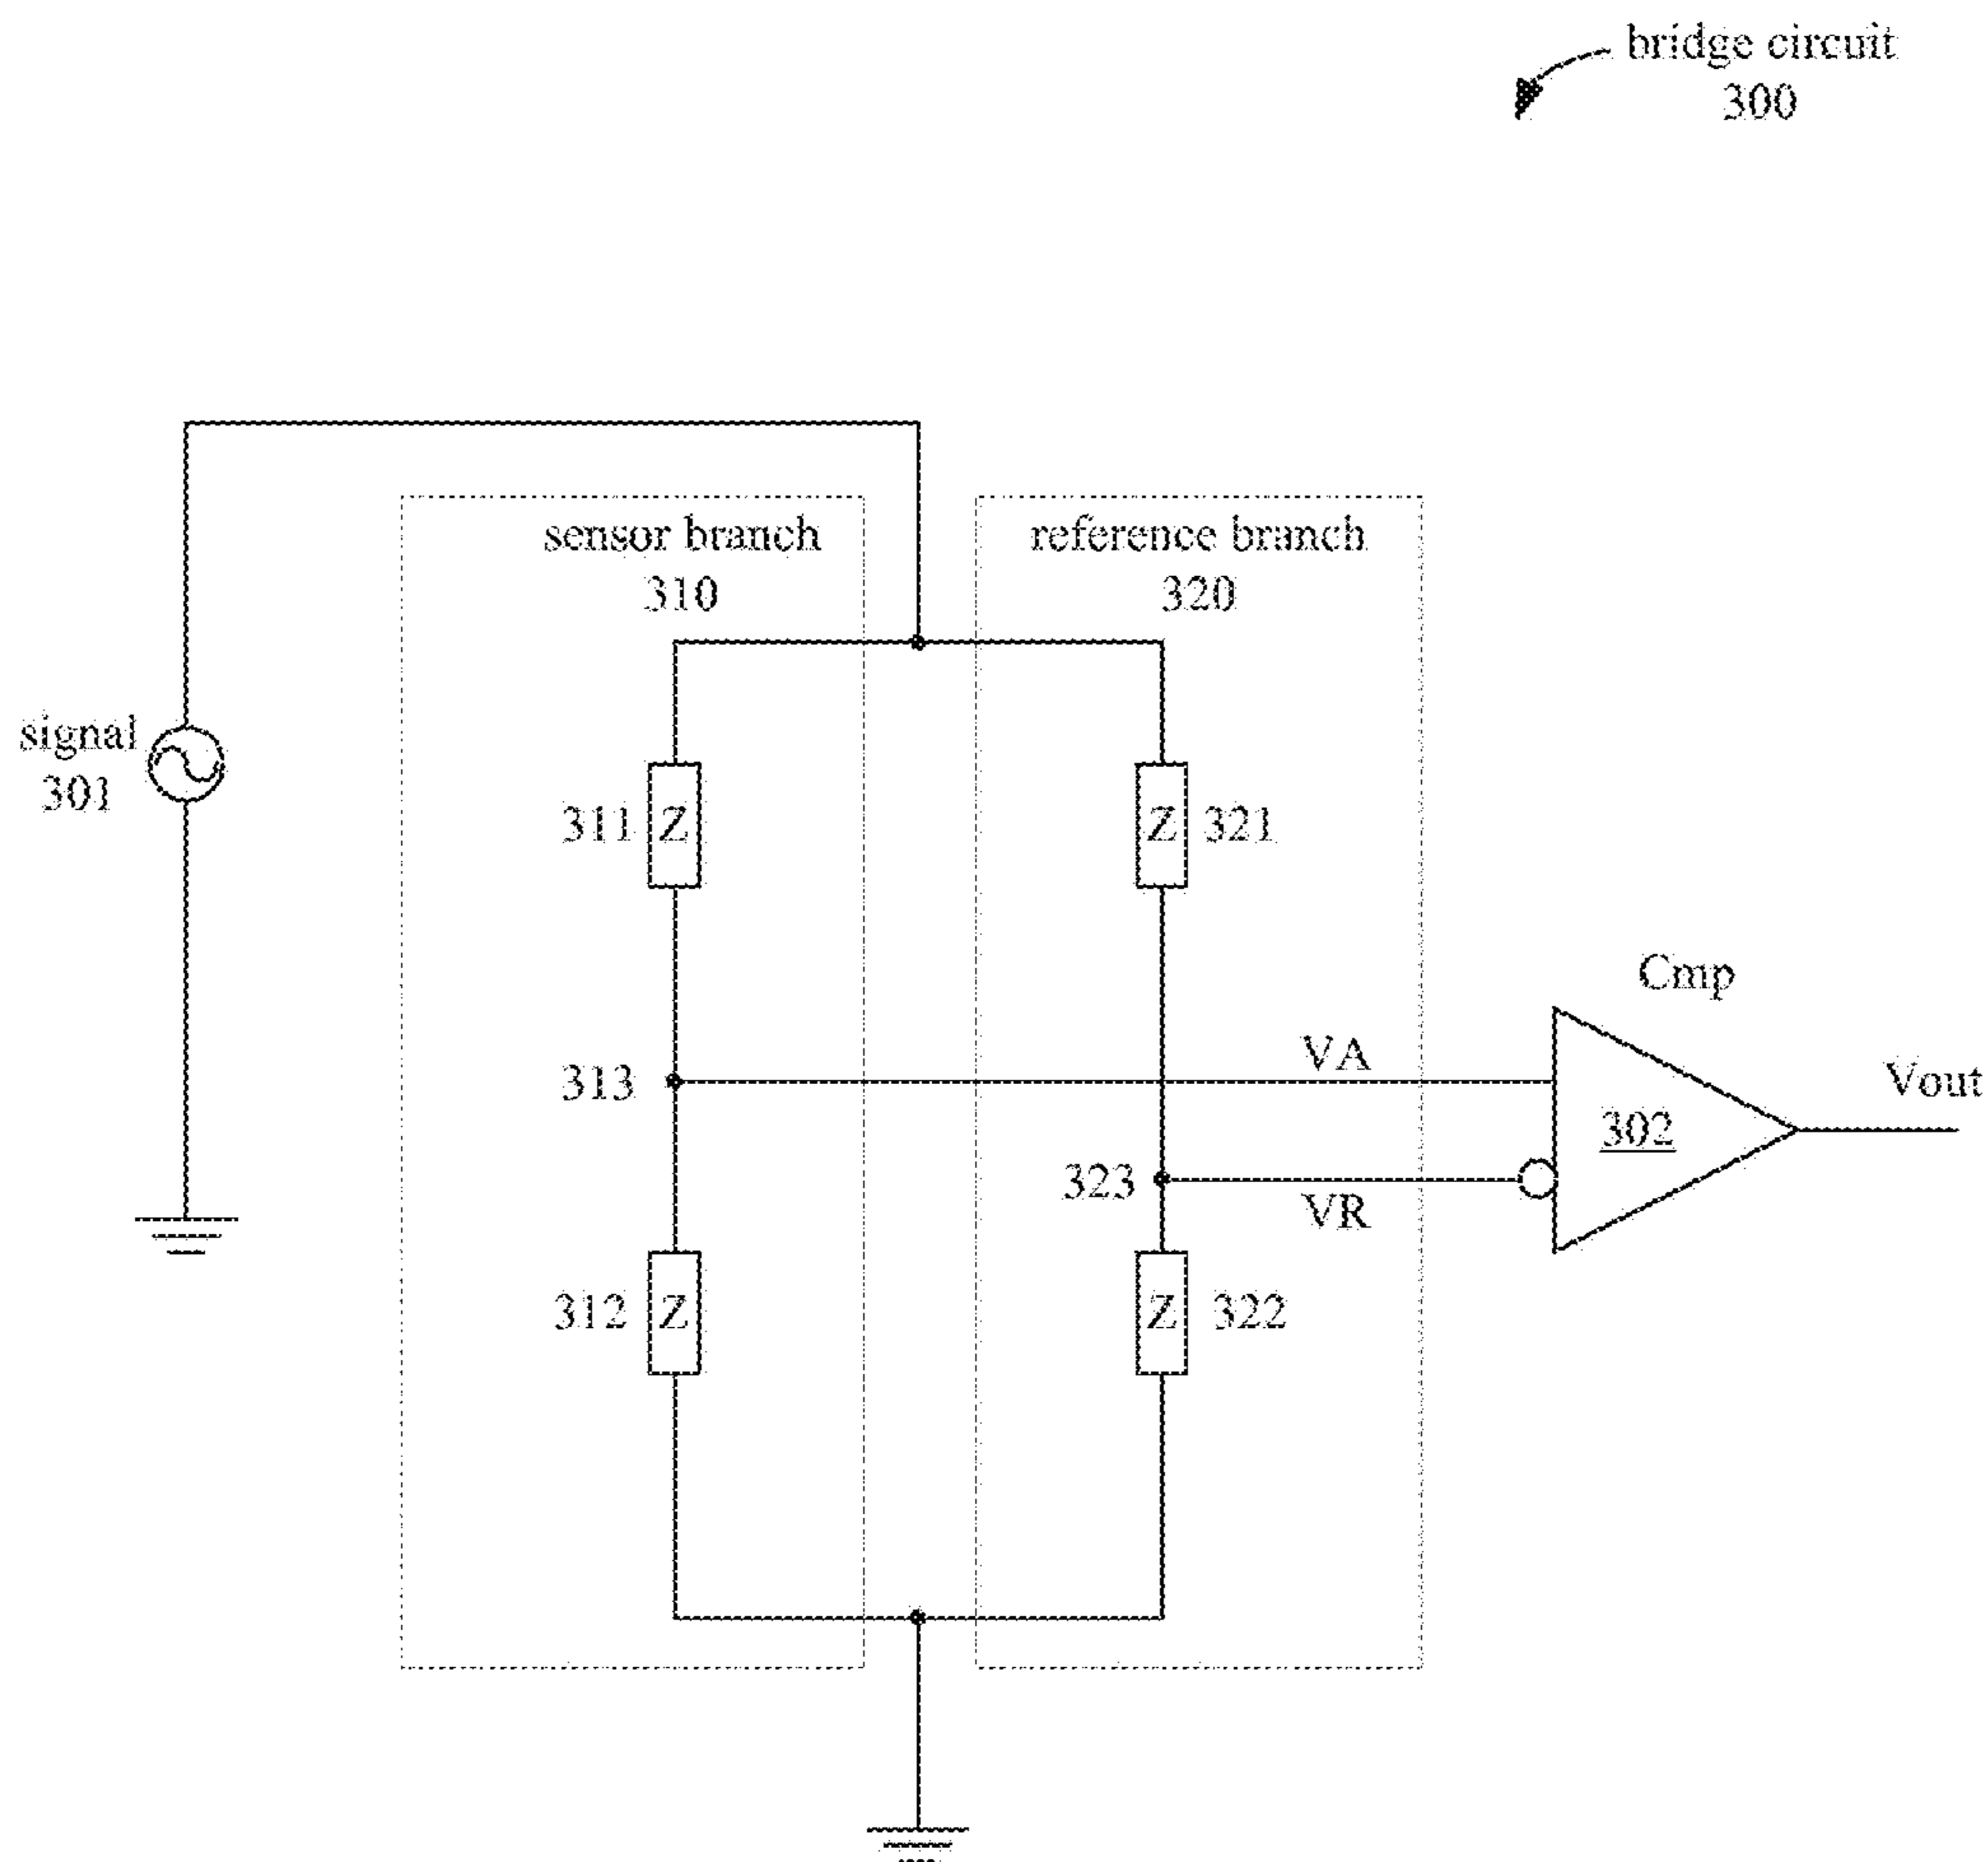 bridge circuit
300
sensor branch
310
reference branch
320
signal
301
311 Z
Z 321
Cmp
VA
Vout
313
302
323
VR
312 Z
Z 322